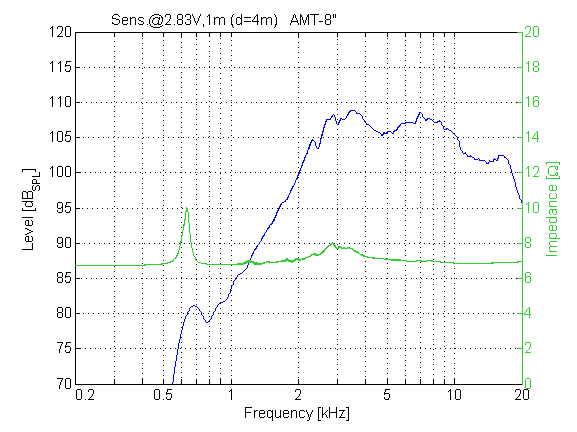 Sens.@2.83V,1m (d=4m) AMT-8"
120 20
115 18
110 16
105 14
100 12
95 10
90 8
85 6
80 4
75 2
70 0
Level [dBSPL]
Impedance [Ω]
0.2 0.5 1 2 5 10 20
Frequency [kHz]